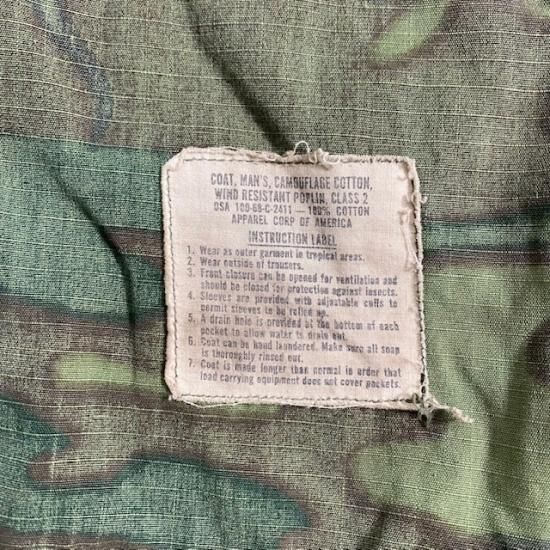 COAT, MAN'S, CAMOUFLAGE COTTON,
WIND RESISTANT POPLIN, CLASS 2
DSA 100-68-C-2411 — 100% COTTON
APPAREL CORP OF AMERICA
INSTRUCTION LABEL
1. Wear as outer garment in tropical areas.
2. Wear outside of trousers.
3. Front closure can be opened for ventilation and
should be closed for protection against insects.
4. Sleeves are provided with adjustable cuffs to
permit sleeves to be rolled up.
5. A drain hole is provided at the bottom of each
pocket to allow water to drain out.
6. Coat can be hand laundered. Make sure all soap
is thoroughly rinsed out.
7. Coat is made longer than normal in order that
load carrying equipment does not cover pockets.